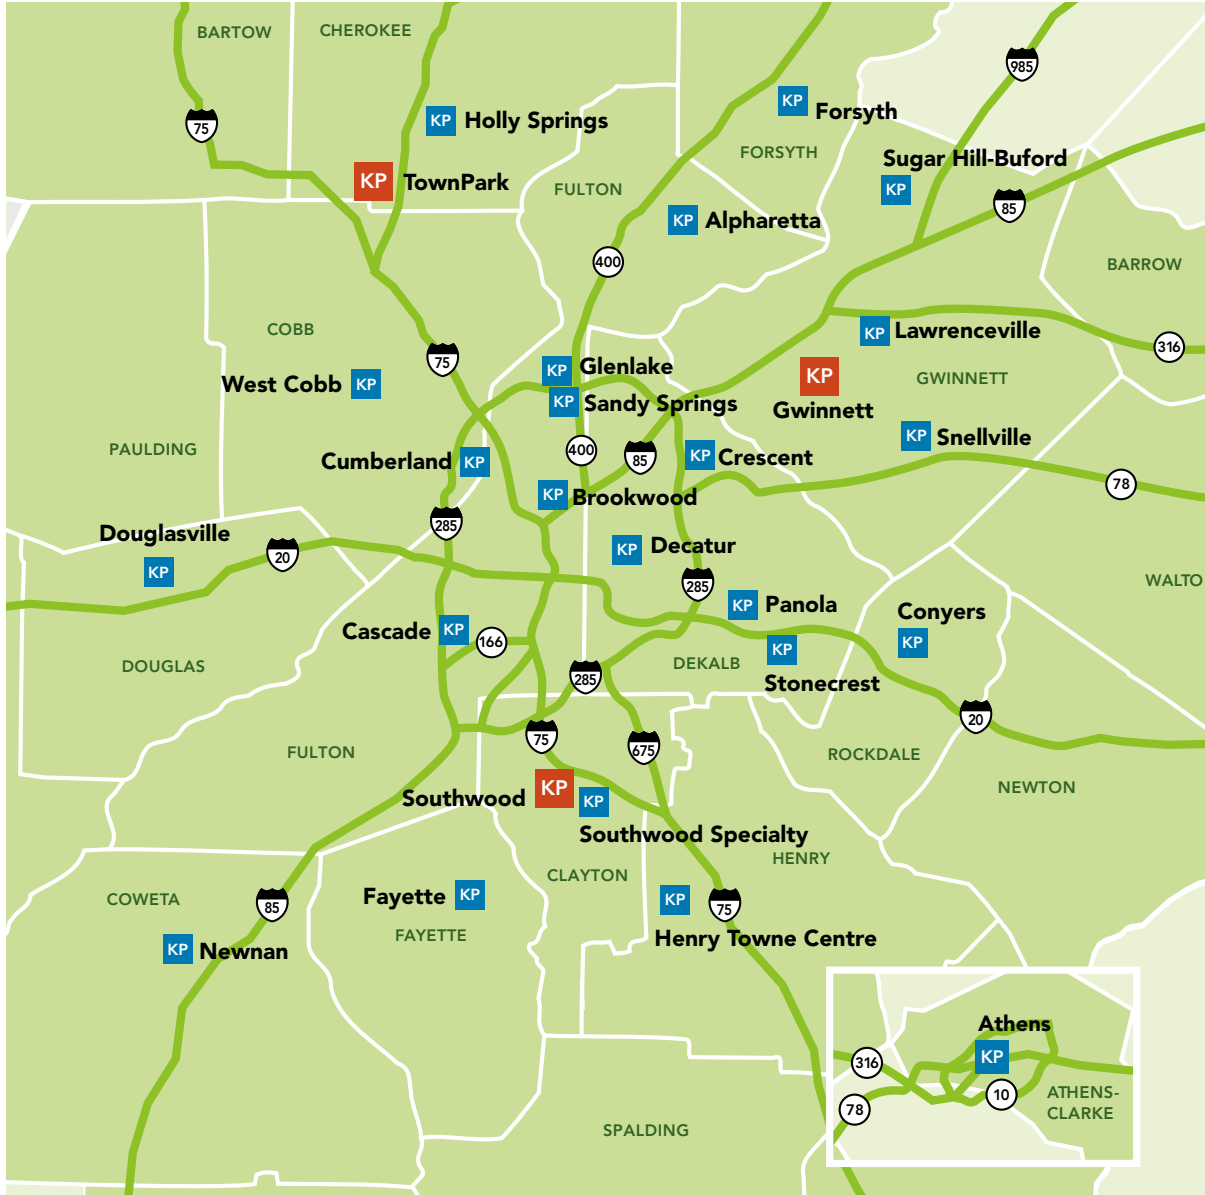 BARTOW
CHEROKEE
985
75
KP
Holly Springs
KP
Forsyth
FORSYTH
Sugar Hill-Buford
KP
KP
TownPark
FULTON
85
KP
Alpharetta
400
BARROW
COBB
KP
Lawrenceville
316
75
KP
Glenlake
KP
Gwinnett
GWINNETT
West Cobb
KP
KP
Sandy Springs
PAULDING
400
85
KP
Crescent
KP
Snellville
Cumberland
KP
78
KP
Brookwood
285
Douglasville
KP
20
KP
Decatur
285
WALTO
KP
Panola
Conyers
KP
Cascade
KP
166
KP
Stonecrest
DEKALB
DOUGLAS
285
20
75
675
FULTON
ROCKDALE
NEWTON
Southwood
KP
KP
Southwood Specialty
HENRY
CLAYTON
COWETA
85
Fayette
KP
FAYETTE
KP
75
Henry Towne Centre
KP
Newnan
Athens
KP
316
10
78
ATHENS-
CLARKE
SPALDING